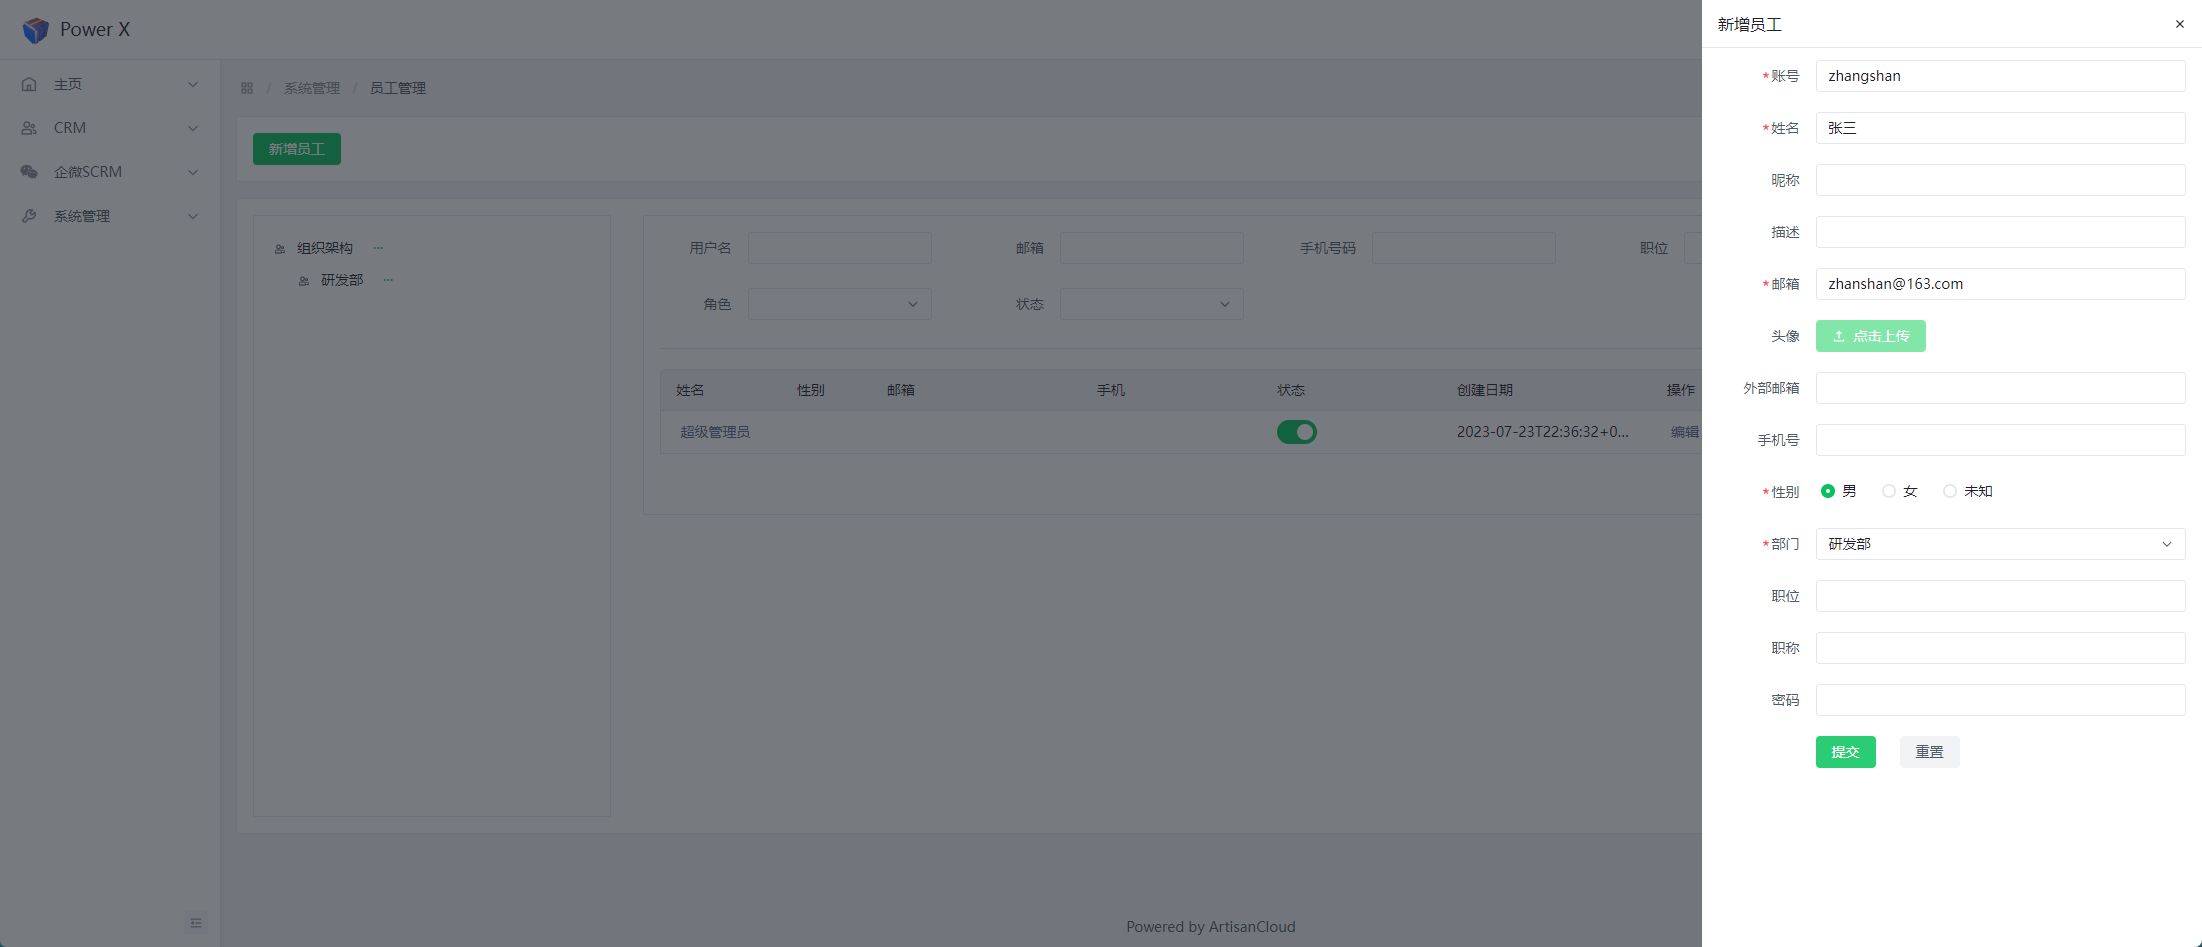 Power X
主页
CRM
企微SCRM
系统管理
/ 系统管理 / 员工管理
新增员工
组织架构 ···
研发部 ···
用户名 邮箱 手机号码 职位
角色 状态
姓名 性别 邮箱 手机 状态 创建日期 操作
超级管理员 2023-07-23T22:36:32+0... 编辑
Powered by ArtisanCloud
新增员工 ×
*账号 zhangshan
*姓名 张三
昵称
描述
*邮箱 zhanshan@163.com
头像 点击上传
外部邮箱
手机号
*性别 男 女 未知
*部门 研发部
职位
职称
密码
提交 重置